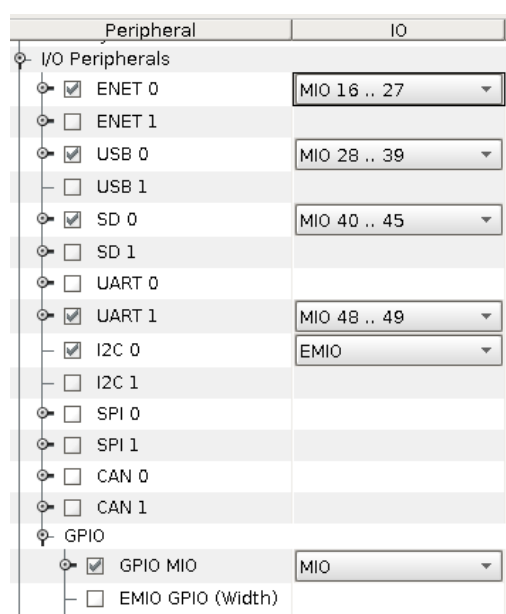 Peripheral IO
I/O Peripherals
ENET 0 MIO 16 .. 27
ENET 1
USB 0 MIO 28 .. 39
USB 1
SD 0 MIO 40 .. 45
SD 1
UART 0
UART 1 MIO 48 .. 49
I2C 0 EMIO
I2C 1
SPI 0
SPI 1
CAN 0
CAN 1
GPIO
GPIO MIO MIO
EMIO GPIO (Width)